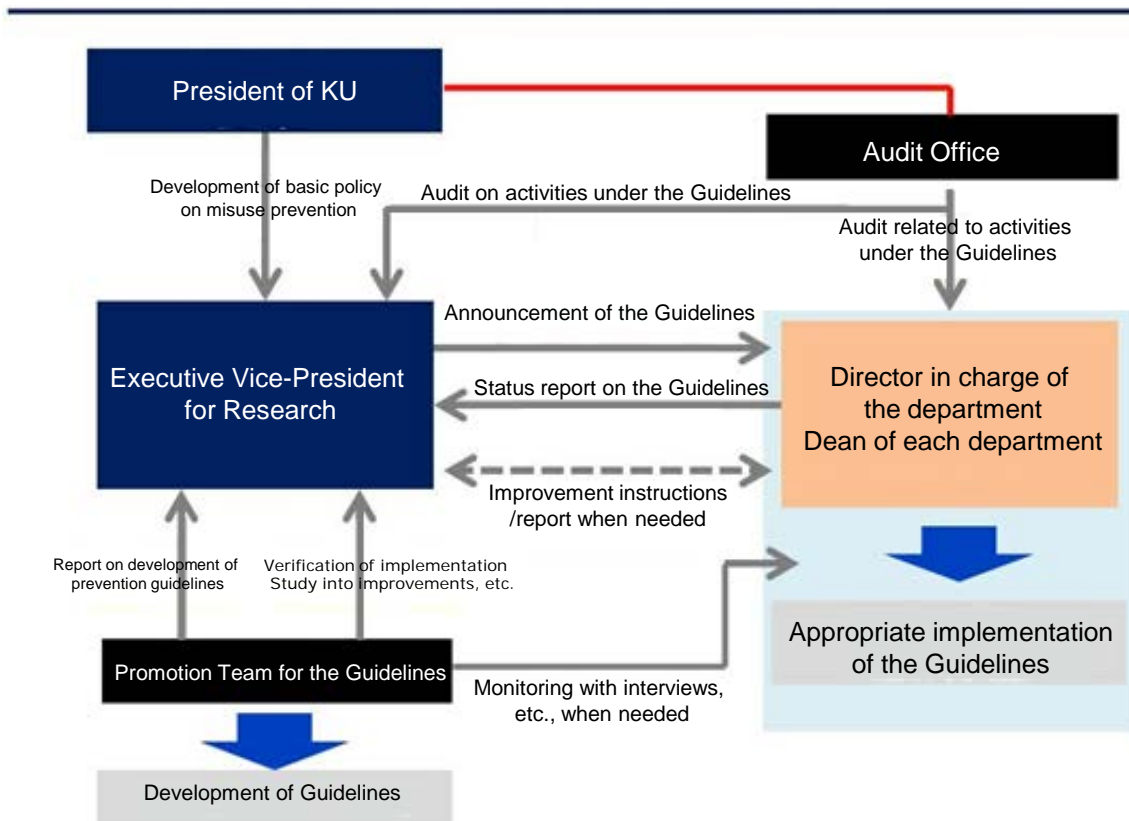 President of KU
Audit Office
Development of basic policy
on misuse prevention
Audit on activities under the Guidelines
Audit related to activities
under the Guidelines
Announcement of the Guidelines
Executive Vice-President
for Research
Status report on the Guidelines
Director in charge of
the department
Dean of each department
Improvement instructions
/report when needed
Report on development of
prevention guidelines
Verification of implementation
Study into improvements, etc.
Appropriate implementation
of the Guidelines
Promotion Team for the Guidelines
Monitoring with interviews,
etc., when needed
Development of Guidelines